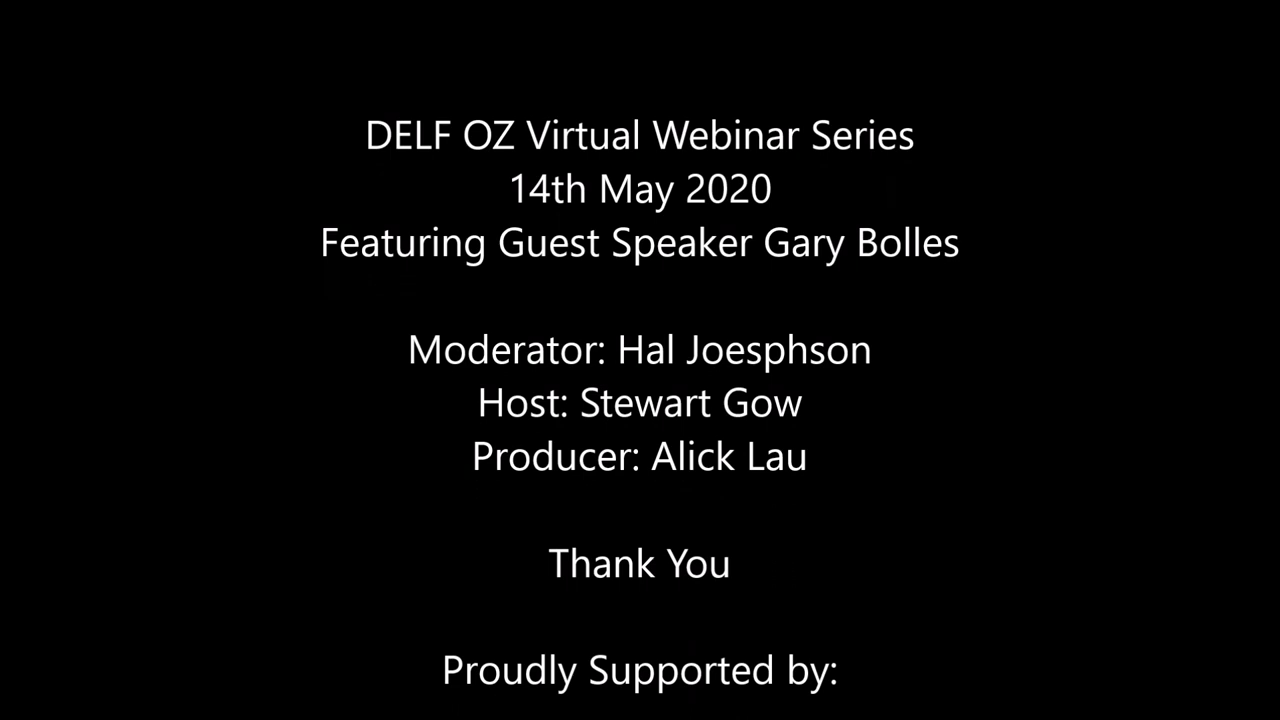 DELF OZ Virtual Webinar Series
14th May 2020
Featuring Guest Speaker Gary Bolles
Moderator: Hal Joesphson
Host: Stewart Gow
Producer: Alick Lau
Thank You
Proudly Supported by: